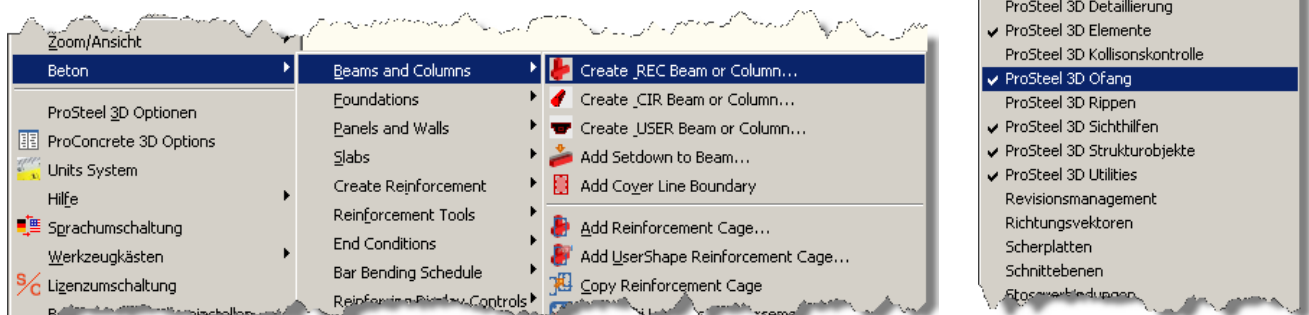 Zoom/Ansicht
Beton
ProSteel 3D Optionen
ProConcrete 3D Options
Units System
Hilfe
Sprachumschaltung
Werkzeugkästen
S/C Lizenzumschaltung
Beams and Columns
Foundations
Panels and Walls
Slabs
Create Reinforcement
Reinforcement Tools
End Conditions
Bar Bending Schedule
Reinforcing Display Controls
Create _REC Beam or Column...
Create _CIR Beam or Column...
Create _USER Beam or Column...
Add Setdown to Beam...
Add Cover Line Boundary
Add Reinforcement Cage...
Add UserShape Reinforcement Cage...
Copy Reinforcement Cage
ProSteel 3D Detaillierung
ProSteel 3D Elemente
ProSteel 3D Kollisonskontrolle
ProSteel 3D Ofang
ProSteel 3D Rippen
ProSteel 3D Sichthilfen
ProSteel 3D Strukturobjekte
ProSteel 3D Utilities
Revisionsmanagement
Richtungsvektoren
Scherplatten
Schnittebenen
Stossverbindungen